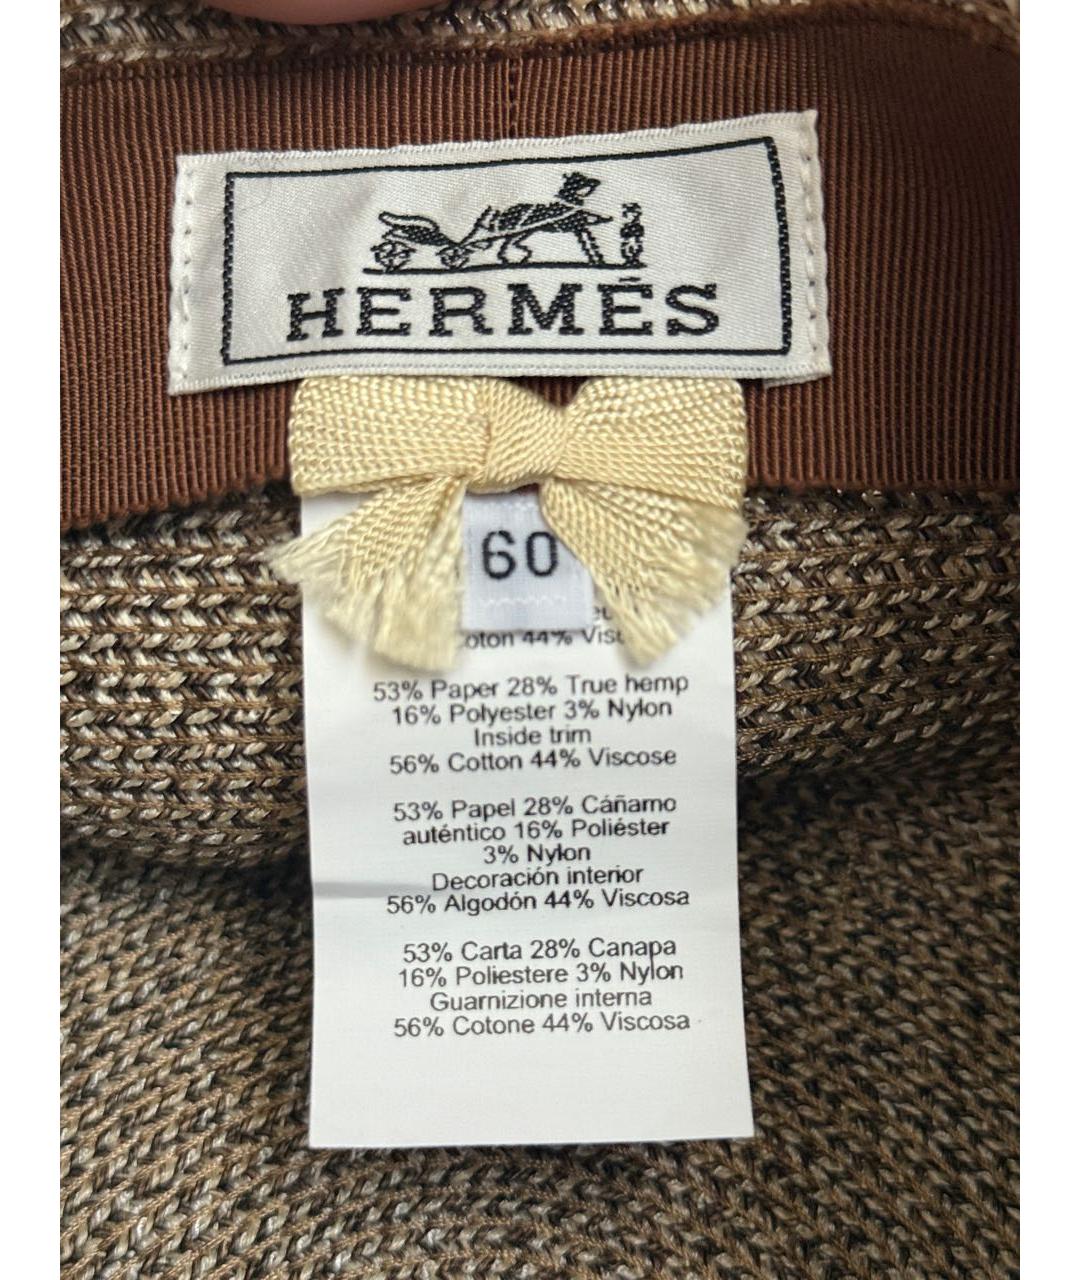 HERMÈS
60
44%
53% Paper 28% True hemp
16% Polyester 3% Nylon
Inside trim
56% Cotton 44% Viscose
53% Papel 28% Cáñamo
auténtico 16% Poliéster
3% Nylon
Decoración interior
56% Algodón 44% Viscosa
53% Carta 28% Canapa
16% Poliestere 3% Nylon
Guarnizione interna
56% Cotone 44% Viscosa